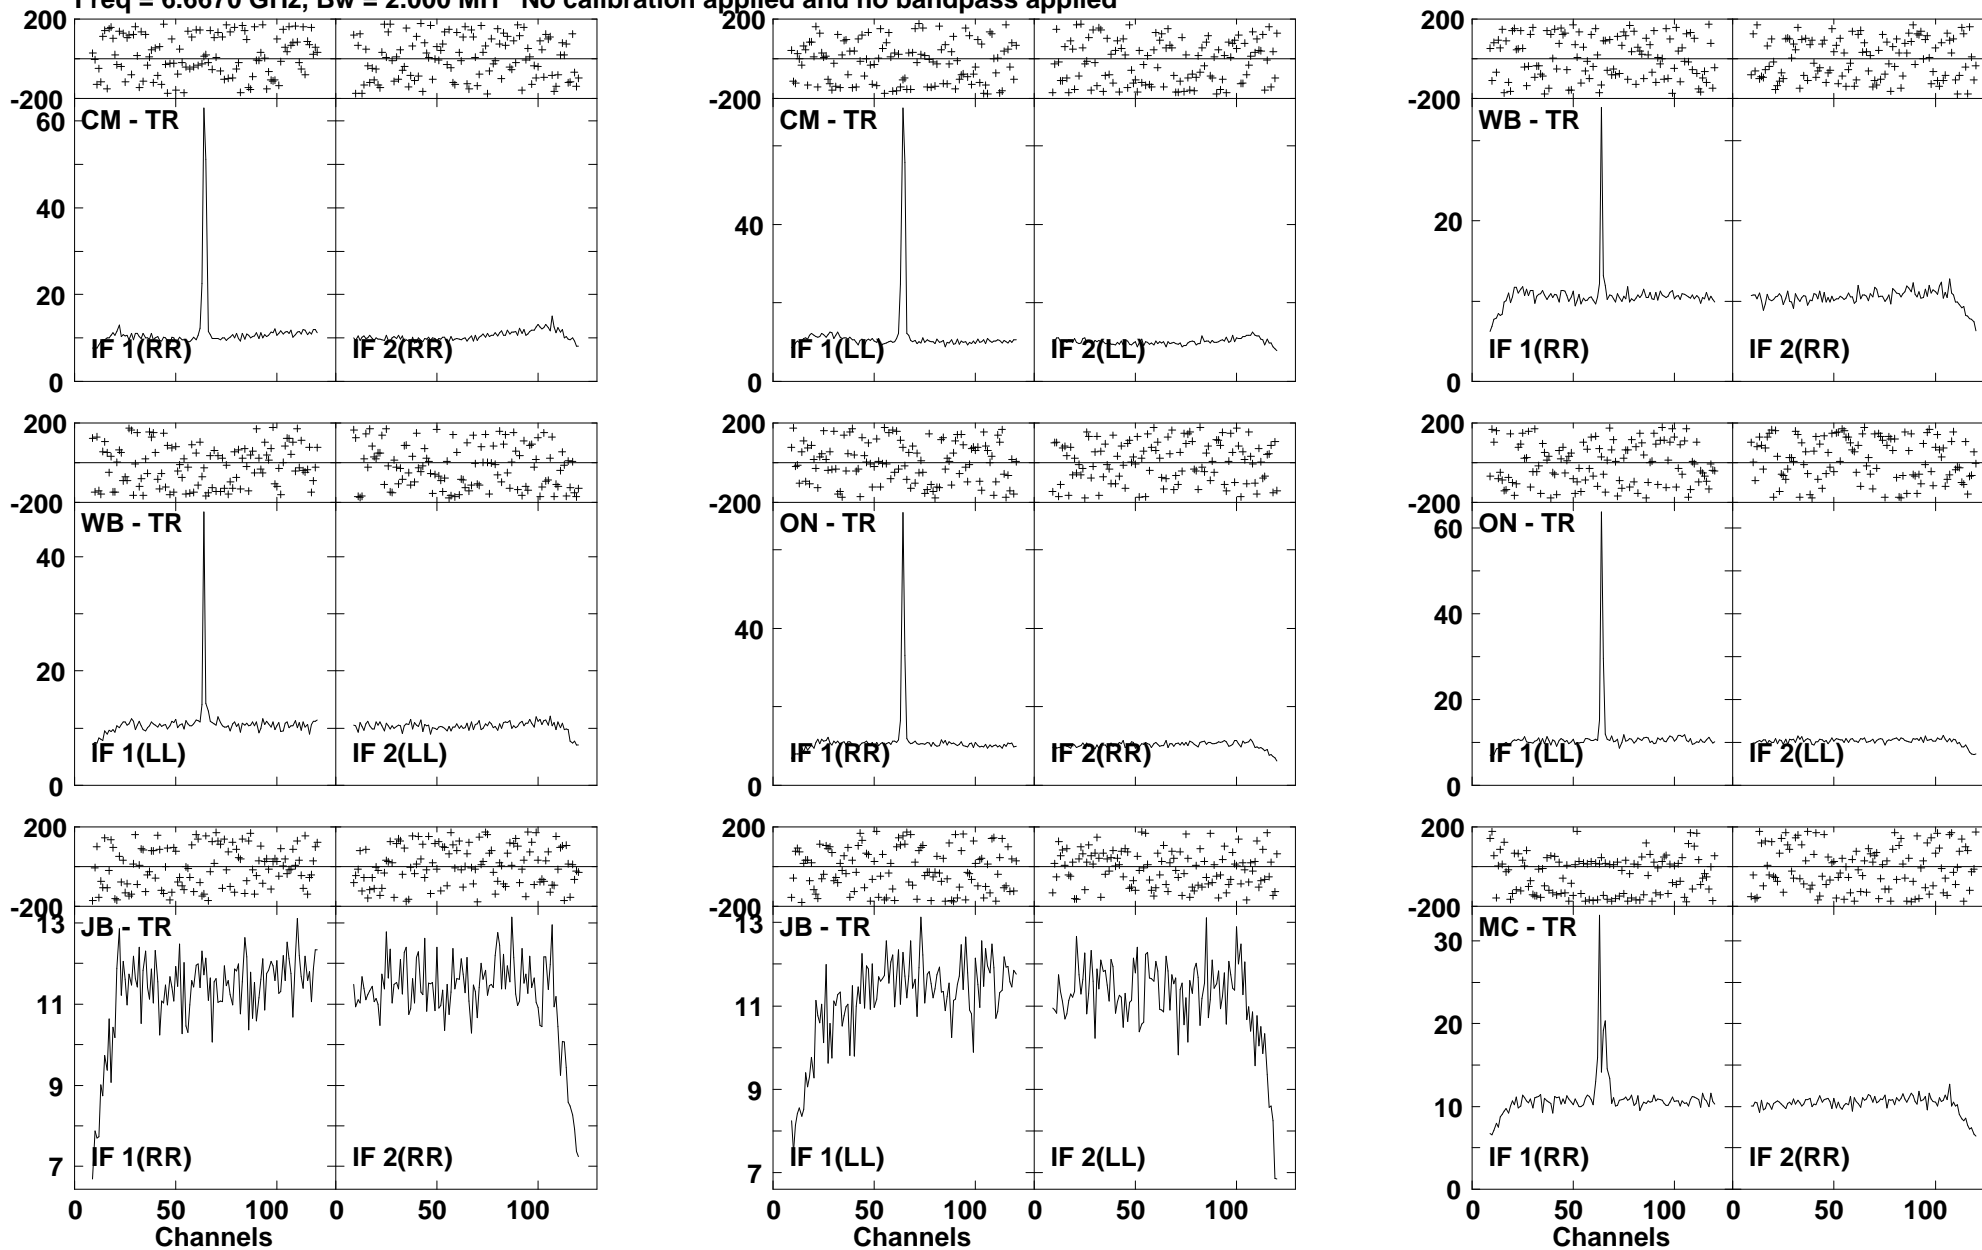 Freq = 6.6670 GHz, Bw = 2.000 MH No calibration applied and no bandpass applied
200 200 200
-200 -200 -200
60 CM - TR CM - TR WB - TR
40 40 20
20
IF 1(RR) IF 2(RR) IF 1(LL) IF 2(LL) IF 1(RR) IF 2(RR)
0 0 0
200 200 200
-200 -200 -200
WB - TR ON - TR 60 ON - TR
40 40 40
20 20
IF 1(LL) IF 2(LL) IF 1(RR) IF 2(RR) IF 1(LL) IF 2(LL)
0 0 0
200 200 200
-200 -200 -200
13 JB - TR 13 JB - TR MC - TR
30
11 11 20
9 9 10
IF 1(RR) IF 2(RR) IF 1(LL) IF 2(LL) IF 1(RR) IF 2(RR)
7 7 0
0 50 100 0 50 100 0 50 100 0 50 100 0 50 100 0 50 100
Channels Channels Channels